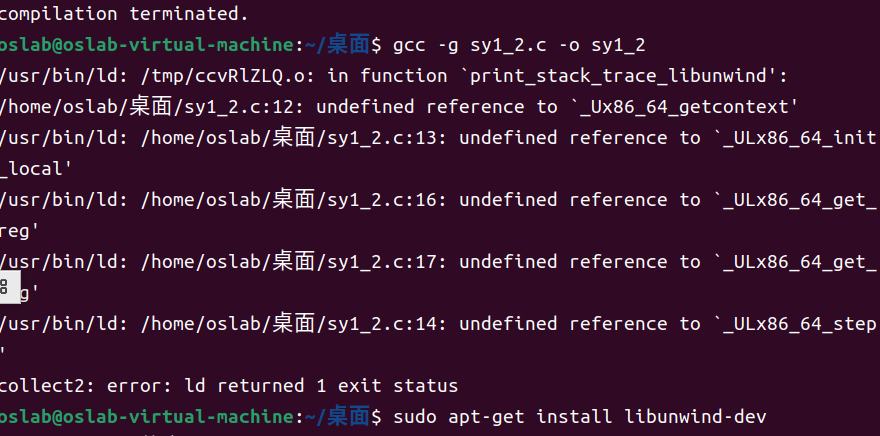 compilation terminated.
oslab@oslab-virtual-machine:~/桌面$ gcc -g sy1_2.c -o sy1_2
/usr/bin/ld: /tmp/ccvRlZLQ.o: in function `print_stack_trace_libunwind':
/home/oslab/桌面/sy1_2.c:12: undefined reference to `_Ux86_64_getcontext'
/usr/bin/ld: /home/oslab/桌面/sy1_2.c:13: undefined reference to `_ULx86_64_init
_local'
/usr/bin/ld: /home/oslab/桌面/sy1_2.c:16: undefined reference to `_ULx86_64_get_
reg'
/usr/bin/ld: /home/oslab/桌面/sy1_2.c:17: undefined reference to `_ULx86_64_get_
g'
/usr/bin/ld: /home/oslab/桌面/sy1_2.c:14: undefined reference to `_ULx86_64_step
'
collect2: error: ld returned 1 exit status
oslab@oslab-virtual-machine:~/桌面$ sudo apt-get install libunwind-dev